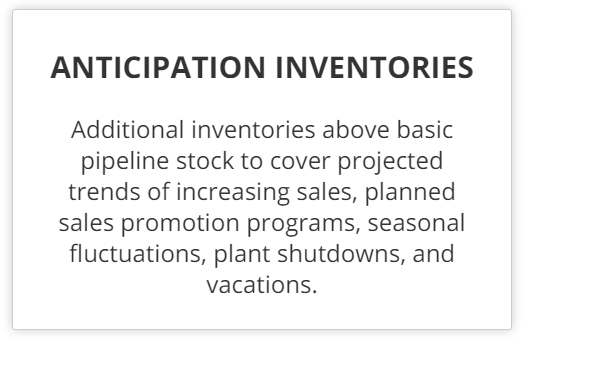 ANTICIPATION INVENTORIES
Additional inventories above basic
pipeline stock to cover projected
trends of increasing sales, planned
sales promotion programs, seasonal
fluctuations, plant shutdowns, and
vacations.